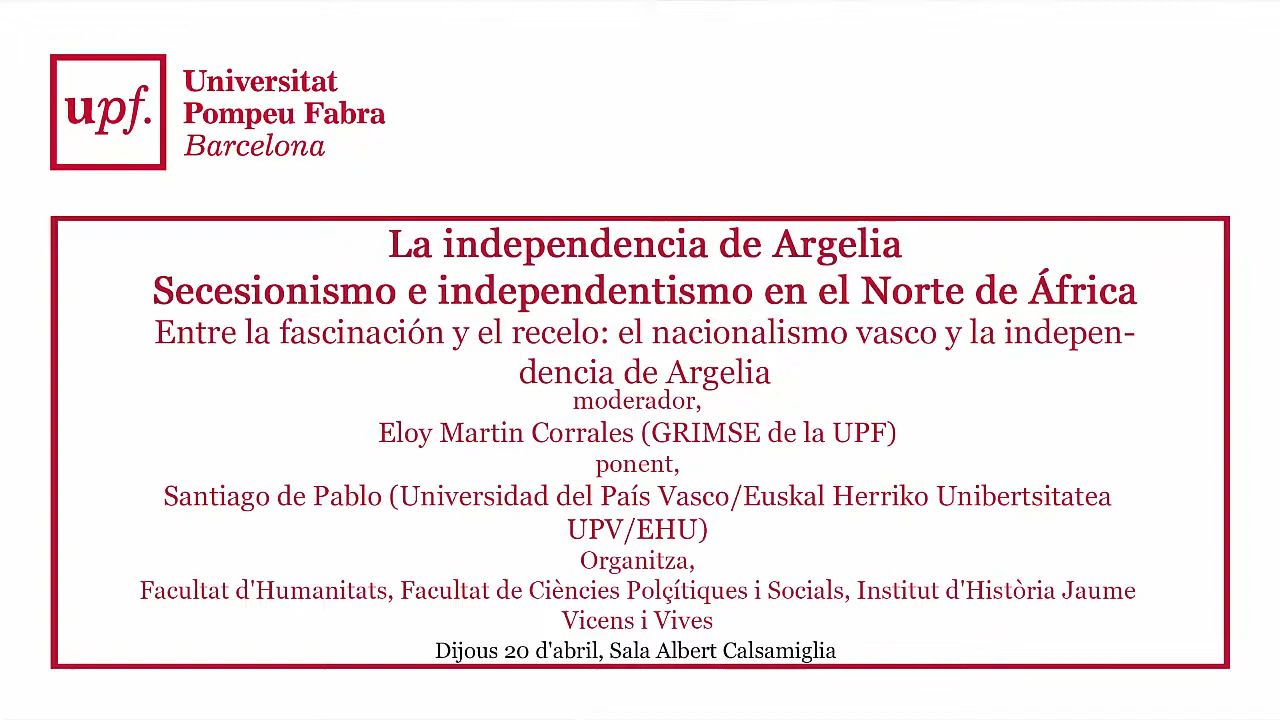 upf.
Universitat
Pompeu Fabra
Barcelona
La independencia de Argelia
Secesionismo e independentismo en el Norte de África
Entre la fascinación y el recelo: el nacionalismo vasco y la indepen-
dencia de Argelia
moderador,
Eloy Martin Corrales (GRIMSE de la UPF)
ponent,
Santiago de Pablo (Universidad del País Vasco/Euskal Herriko Unibertsitatea
UPV/EHU)
Organitza,
Facultat d'Humanitats, Facultat de Ciències Polçítiques i Socials, Institut d'Història Jaume
Vicens i Vives
Dijous 20 d'abril, Sala Albert Calsamiglia